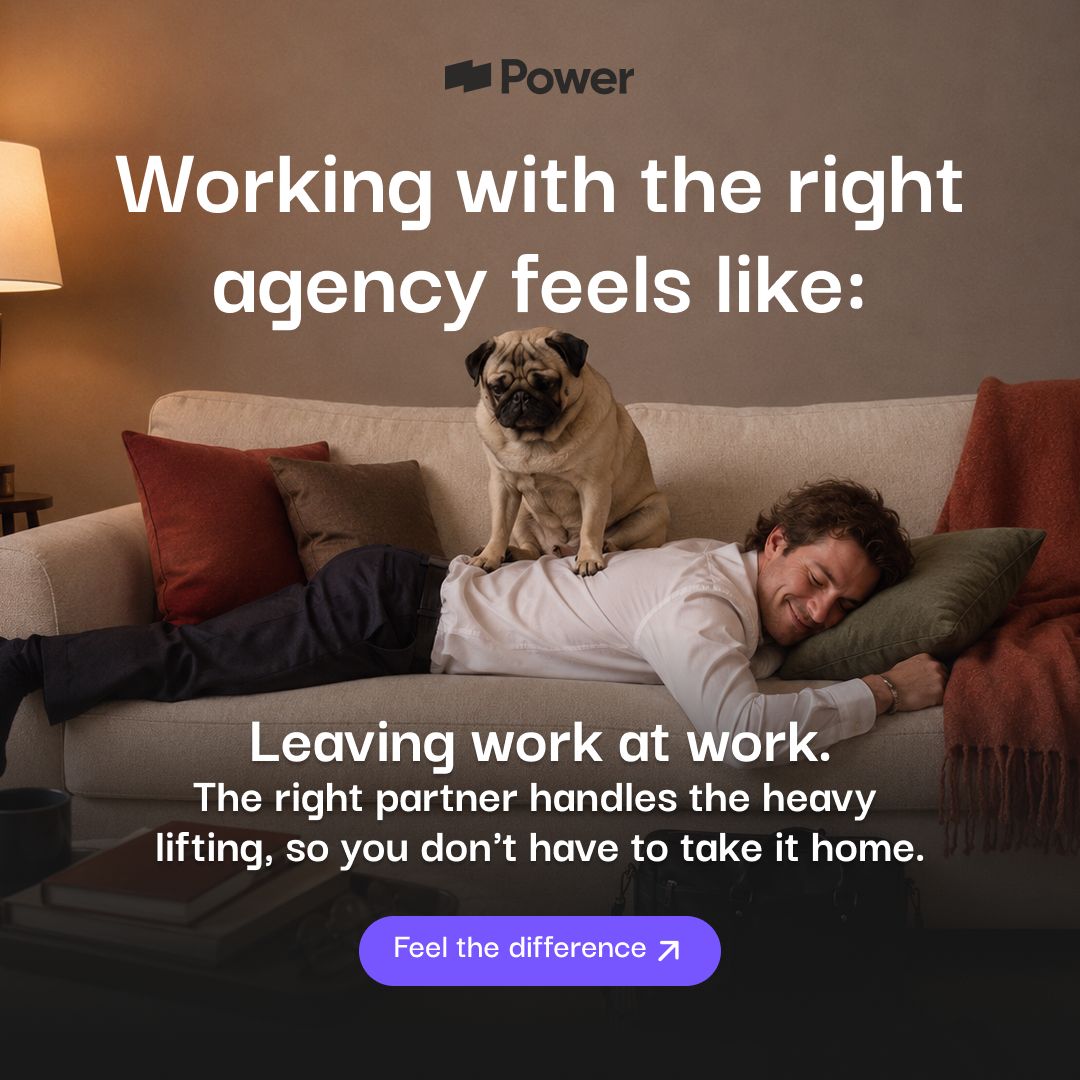 Power
Working with the right
agency feels like:
Leaving work at work.
The right partner handles the heavy
lifting, so you don’t have to take it home.
Feel the difference